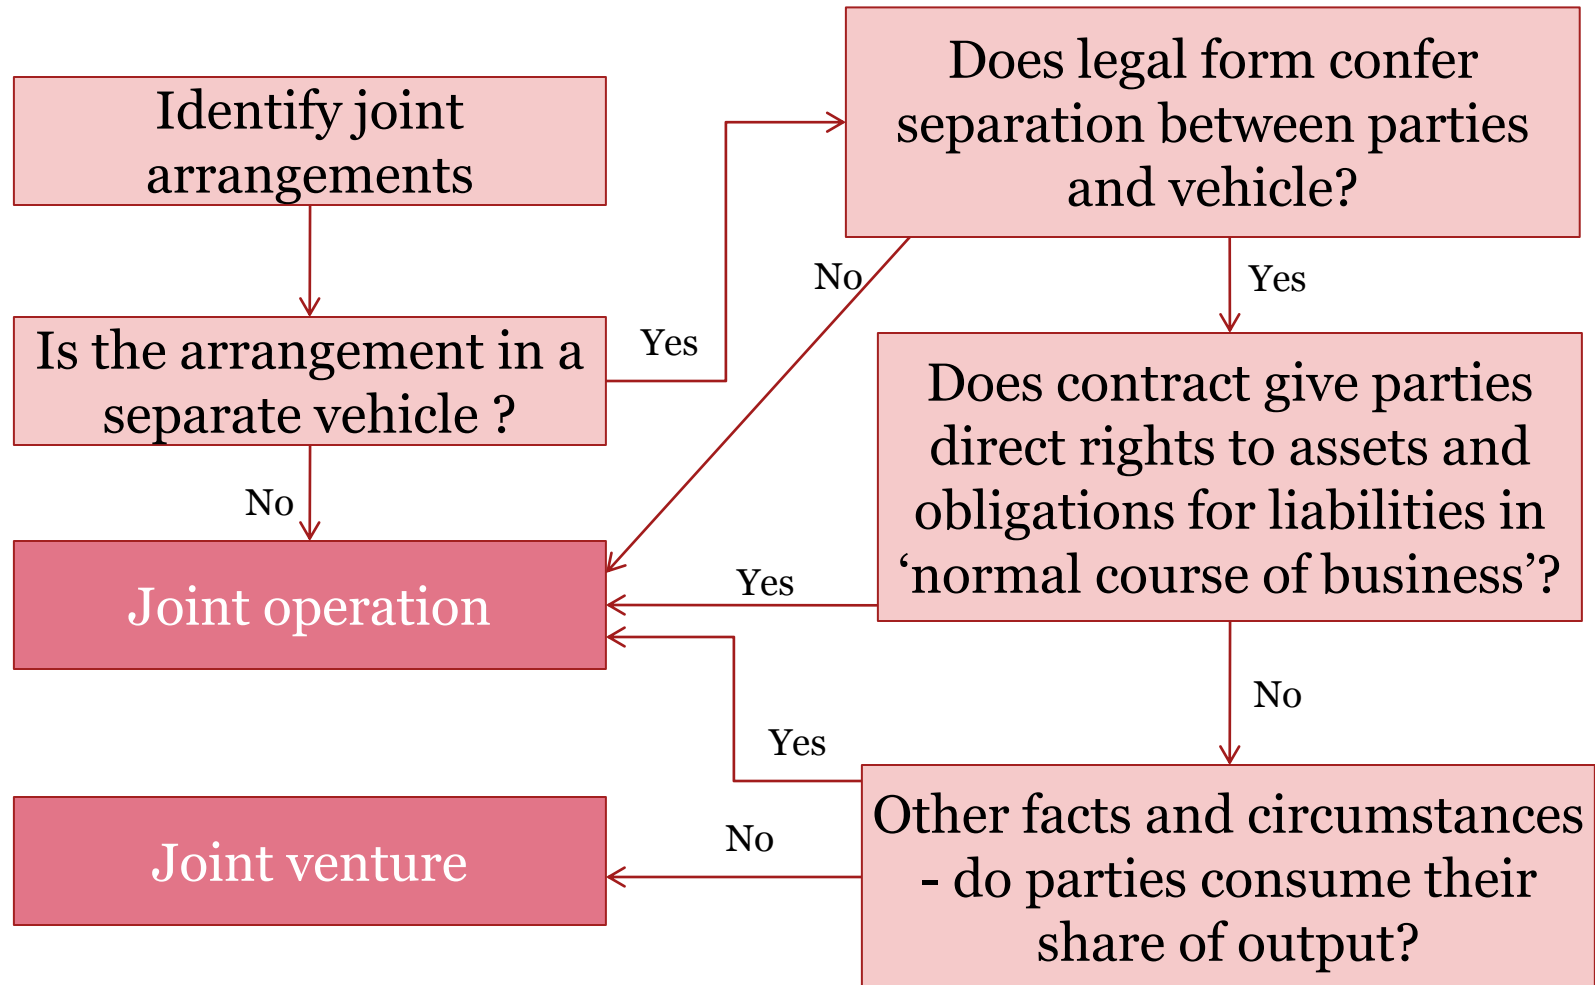 Identify joint
arrangements
Is the arrangement in a
separate vehicle ?
Yes
No
Does legal form confer
separation between parties
and vehicle?
No
Yes
Does contract give parties
direct rights to assets and
obligations for liabilities in
‘normal course of business’?
Yes
No
Other facts and circumstances
- do parties consume their
share of output?
Yes
No
Joint operation
Joint venture